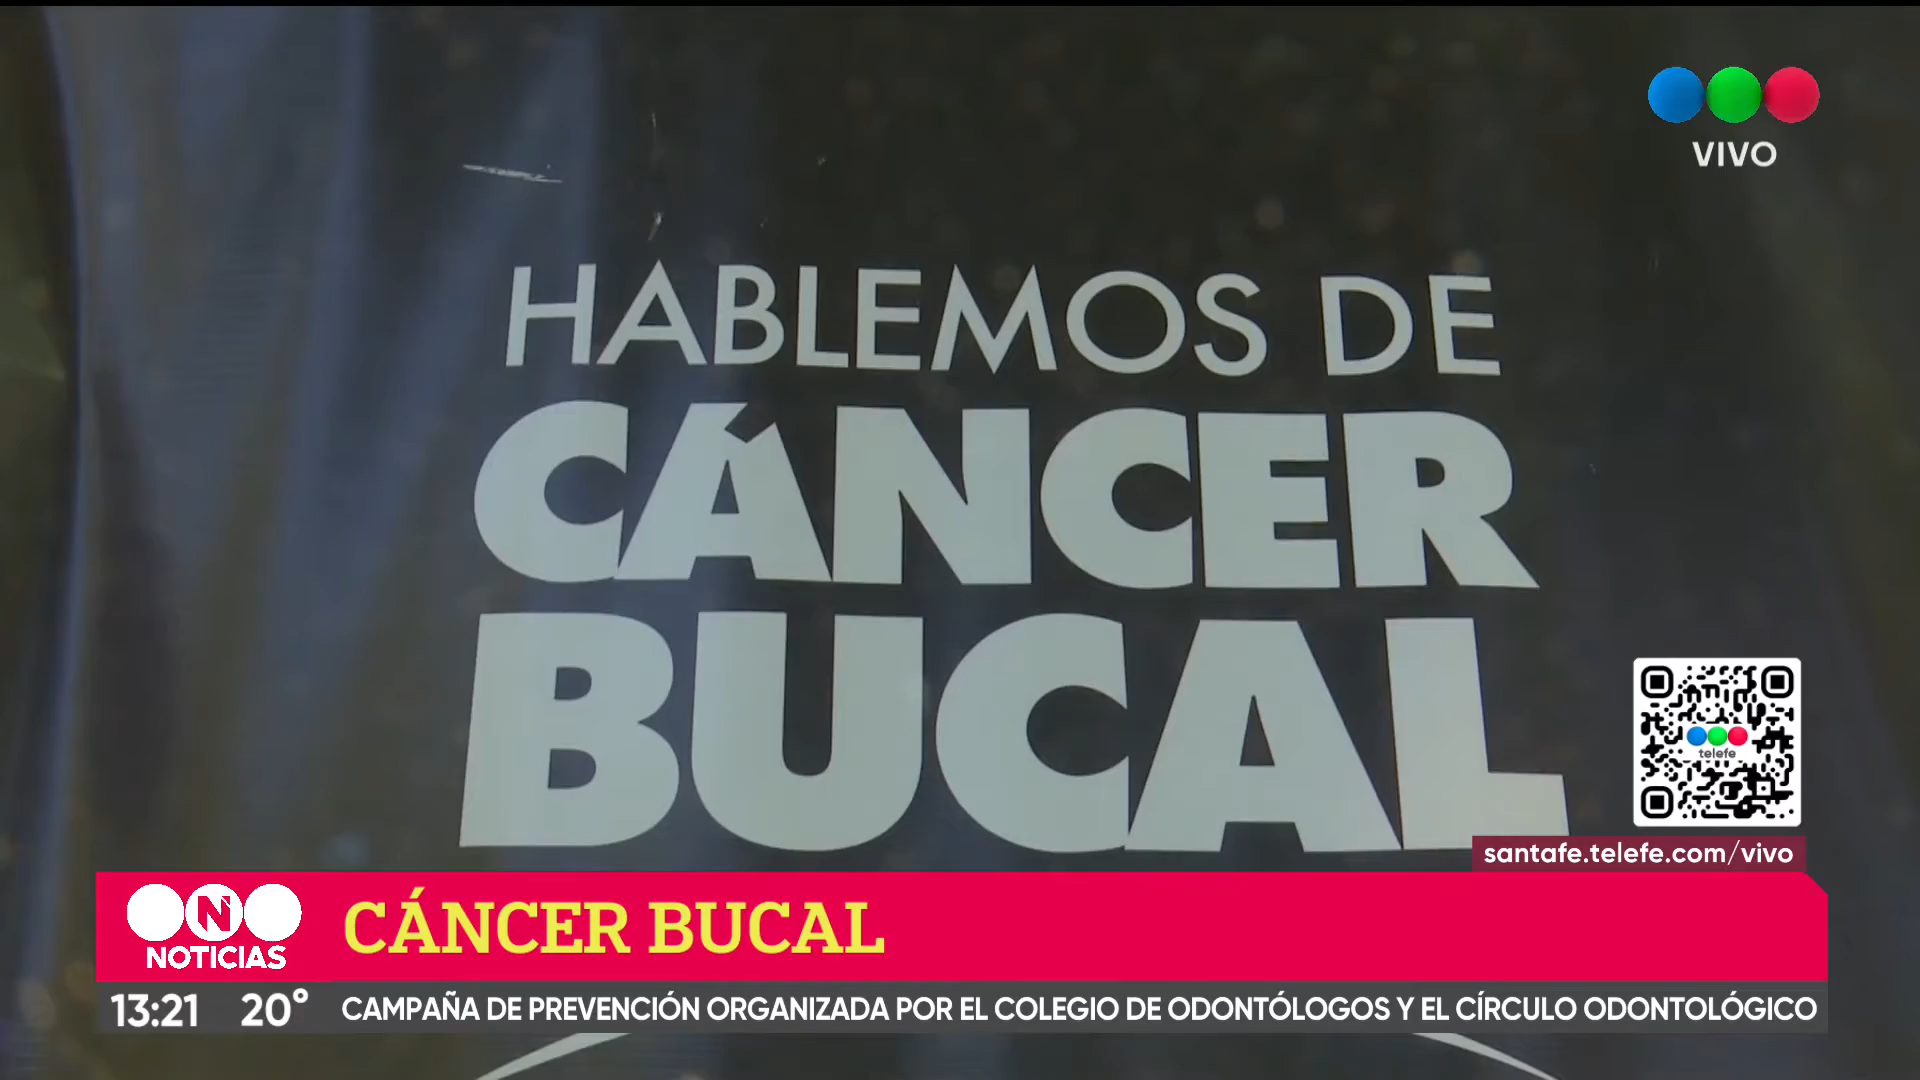 VIVO
HABLEMOS DE
CÁNCER
BUCAL
telefe
santafe.telefe.com/vivo
N
NOTICIAS
CÁNCER BUCAL
13:21 20° CAMPAÑA DE PREVENCIÓN ORGANIZADA POR EL COLEGIO DE ODONTÓLOGOS Y EL CÍRCULO ODONTOLÓGICO